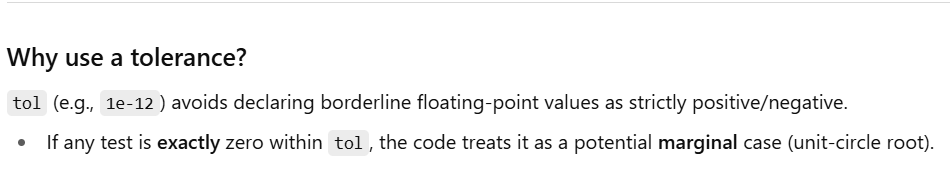 Why use a tolerance?
tol (e.g., 1e-12) avoids declaring borderline floating-point values as strictly positive/negative.
• If any test is exactly zero within tol, the code treats it as a potential marginal case (unit-circle root).